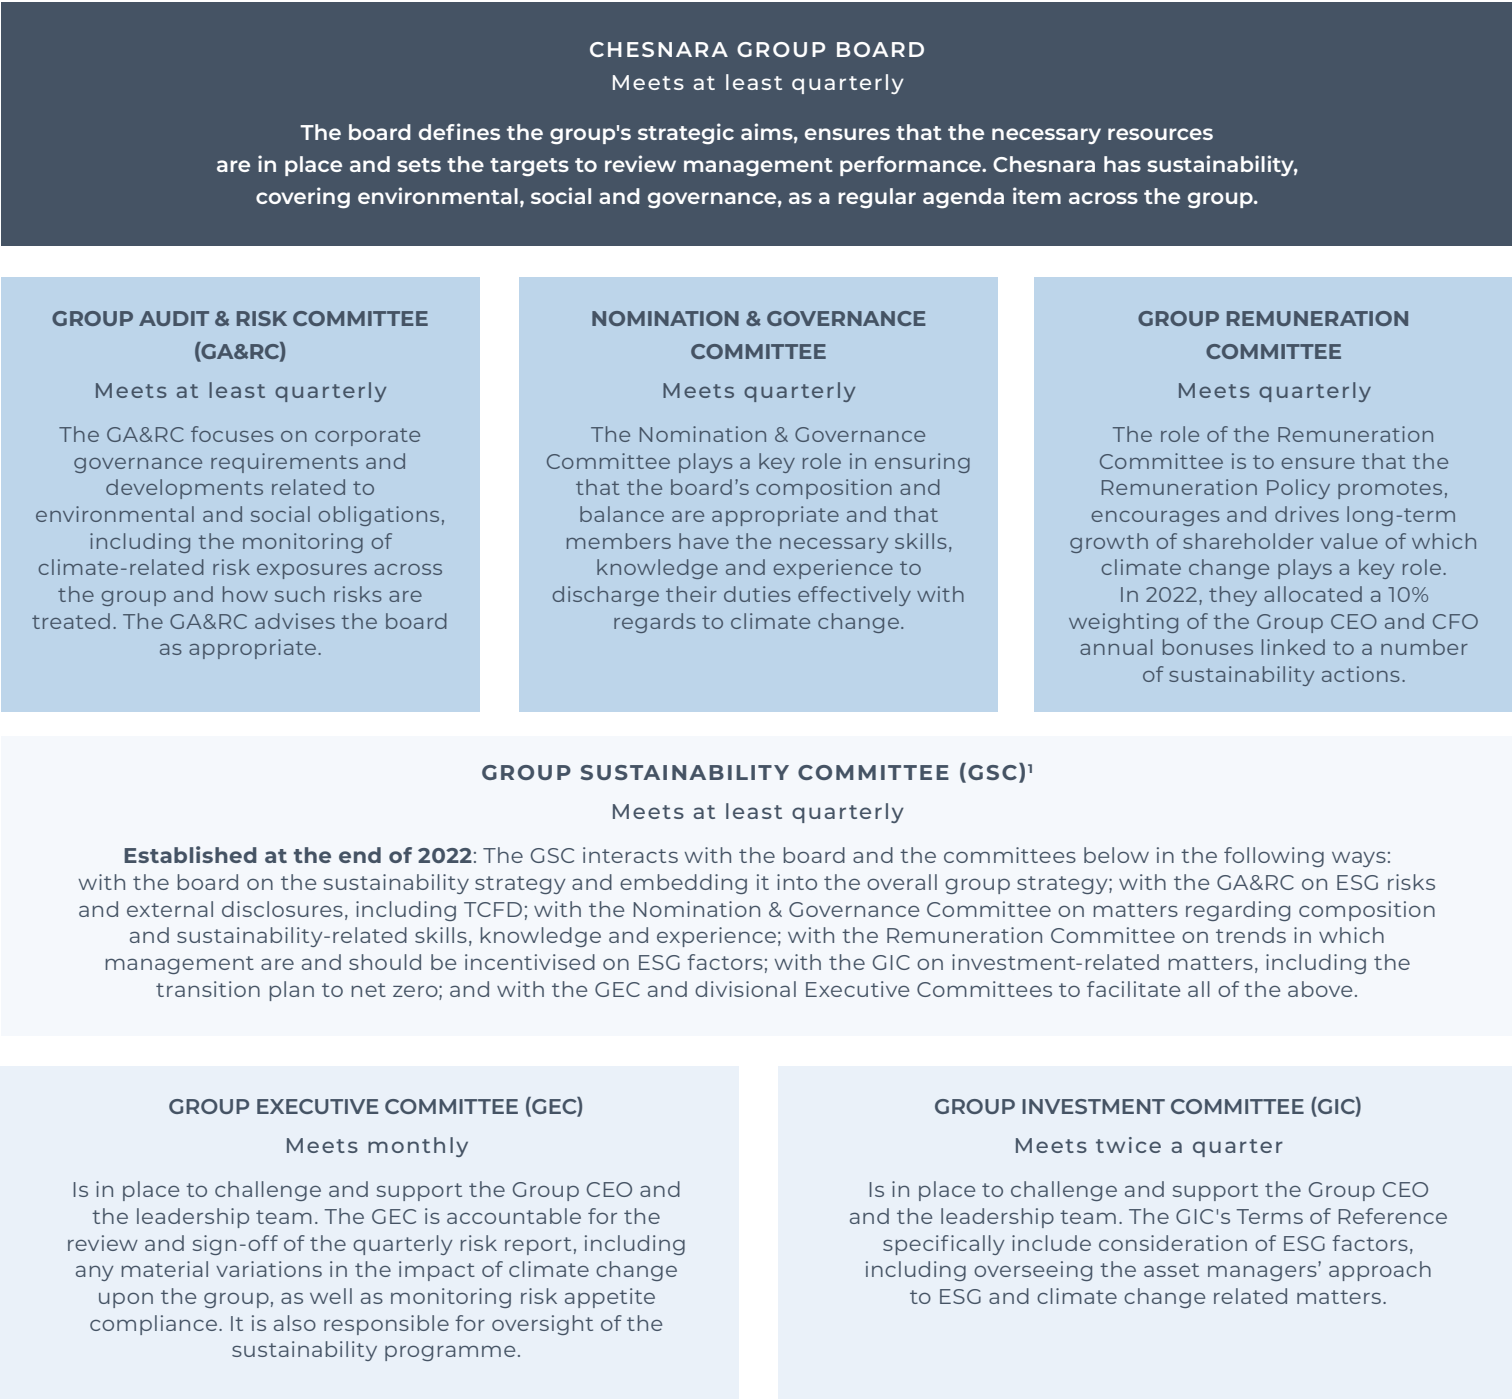 CHESNARA GROUP BOARD
Meets at least quarterly
The board defines the group's strategic aims, ensures that the necessary resources
are in place and sets the targets to review management performance. Chesnara has sustainability,
covering environmental, social and governance, as a regular agenda item across the group.
GROUP AUDIT & RISK COMMITTEE
(GA&RC)
Meets at least quarterly
The GA&RC focuses on corporate
governance requirements and
developments related to
environmental and social obligations,
including the monitoring of
climate-related risk exposures across
the group and how such risks are
treated. The GA&RC advises the board
as appropriate.
NOMINATION & GOVERNANCE
COMMITTEE
Meets quarterly
The Nomination & Governance
Committee plays a key role in ensuring
that the board’s composition and
balance are appropriate and that
members have the necessary skills,
knowledge and experience to
discharge their duties effectively with
regards to climate change.
GROUP REMUNERATION
COMMITTEE
Meets quarterly
The role of the Remuneration
Committee is to ensure that the
Remuneration Policy promotes,
encourages and drives long-term
growth of shareholder value of which
climate change plays a key role.
In 2022, they allocated a 10%
weighting of the Group CEO and CFO
annual bonuses linked to a number
of sustainability actions.
GROUP SUSTAINABILITY COMMITTEE (GSC)¹
Meets at least quarterly
Established at the end of 2022: The GSC interacts with the board and the committees below in the following ways:
with the board on the sustainability strategy and embedding it into the overall group strategy; with the GA&RC on ESG risks
and external disclosures, including TCFD; with the Nomination & Governance Committee on matters regarding composition
and sustainability-related skills, knowledge and experience; with the Remuneration Committee on trends in which
management are and should be incentivised on ESG factors; with the GIC on investment-related matters, including the
transition plan to net zero; and with the GEC and divisional Executive Committees to facilitate all of the above.
GROUP EXECUTIVE COMMITTEE (GEC)
Meets monthly
Is in place to challenge and support the Group CEO and
the leadership team. The GEC is accountable for the
review and sign-off of the quarterly risk report, including
any material variations in the impact of climate change
upon the group, as well as monitoring risk appetite
compliance. It is also responsible for oversight of the
sustainability programme.
GROUP INVESTMENT COMMITTEE (GIC)
Meets twice a quarter
Is in place to challenge and support the Group CEO
and the leadership team. The GIC's Terms of Reference
specifically include consideration of ESG factors,
including overseeing the asset managers’ approach
to ESG and climate change related matters.